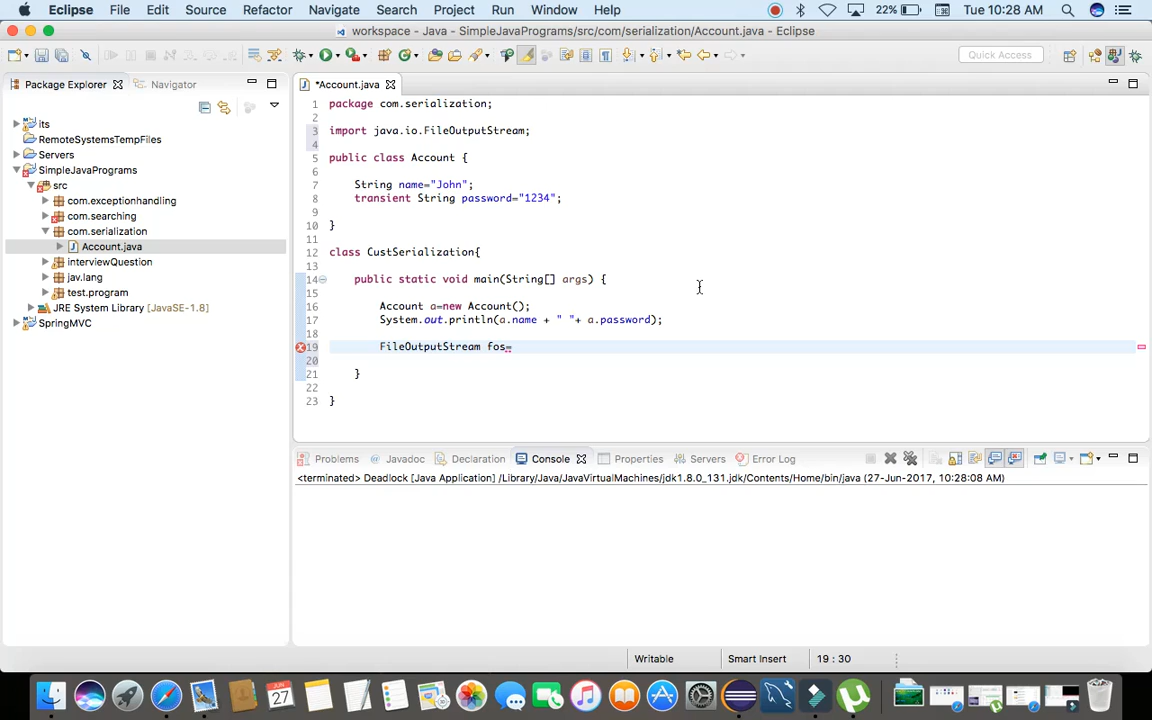 Eclipse File Edit Source Refactor Navigate Search Project Run Window Help 22% Tue 10:28 AM
workspace - Java - SimpleJavaPrograms/src/com/serialization/Account.java - Eclipse
Quick Access
Package Explorer Navigator
*Account.java
its
RemoteSystemsTempFiles
Servers
SimpleJavaPrograms
src
com.exceptionhandling
com.searching
com.serialization
Account.java
interviewQuestion
jav.lang
test.program
JRE System Library [JavaSE-1.8]
SpringMVC
1 package com.serialization;
2
3 import java.io.FileOutputStream;
4
5 public class Account {
6
7 String name="John";
8 transient String password="1234";
9
10 }
11
12 class CustSerialization{
13
14 public static void main(String[] args) {
15
16 Account a=new Account();
17 System.out.println(a.name + " "+ a.password);
18
19 FileOutputStream fos=
20
21 }
22
23 }
Problems Javadoc Declaration Console Properties Servers Error Log
<terminated> Deadlock [Java Application] /Library/Java/JavaVirtualMachines/jdk1.8.0_131.jdk/Contents/Home/bin/java (27-Jun-2017, 10:28:08 AM)
Writable Smart Insert 19 : 30
27